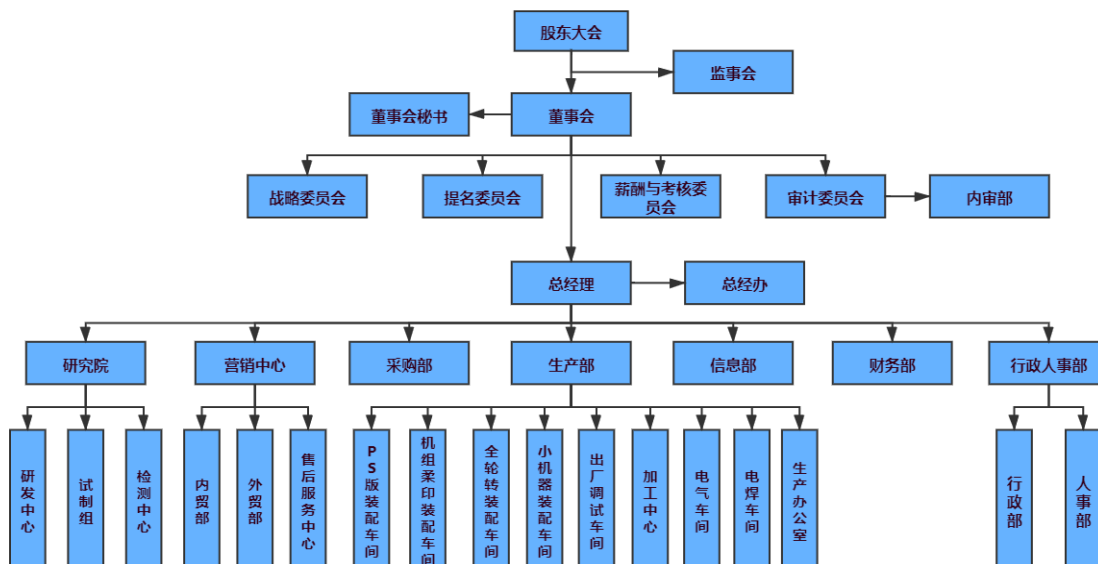 股东大会
监事会
董事会秘书
董事会
战略委员会
提名委员会
薪酬与考核委
员会
审计委员会
内审部
总经理
总经办
研究院
营销中心
采购部
生产部
信息部
财务部
行政人事部
研发中心
试制组
检测中心
内贸部
外贸部
售后服务中心
PS版装配车间
机组柔印装配车间
全轮转装配车间
小机器装配车间
出厂调试车间
加工中心
电气车间
电焊车间
生产办公室
行政部
人事部